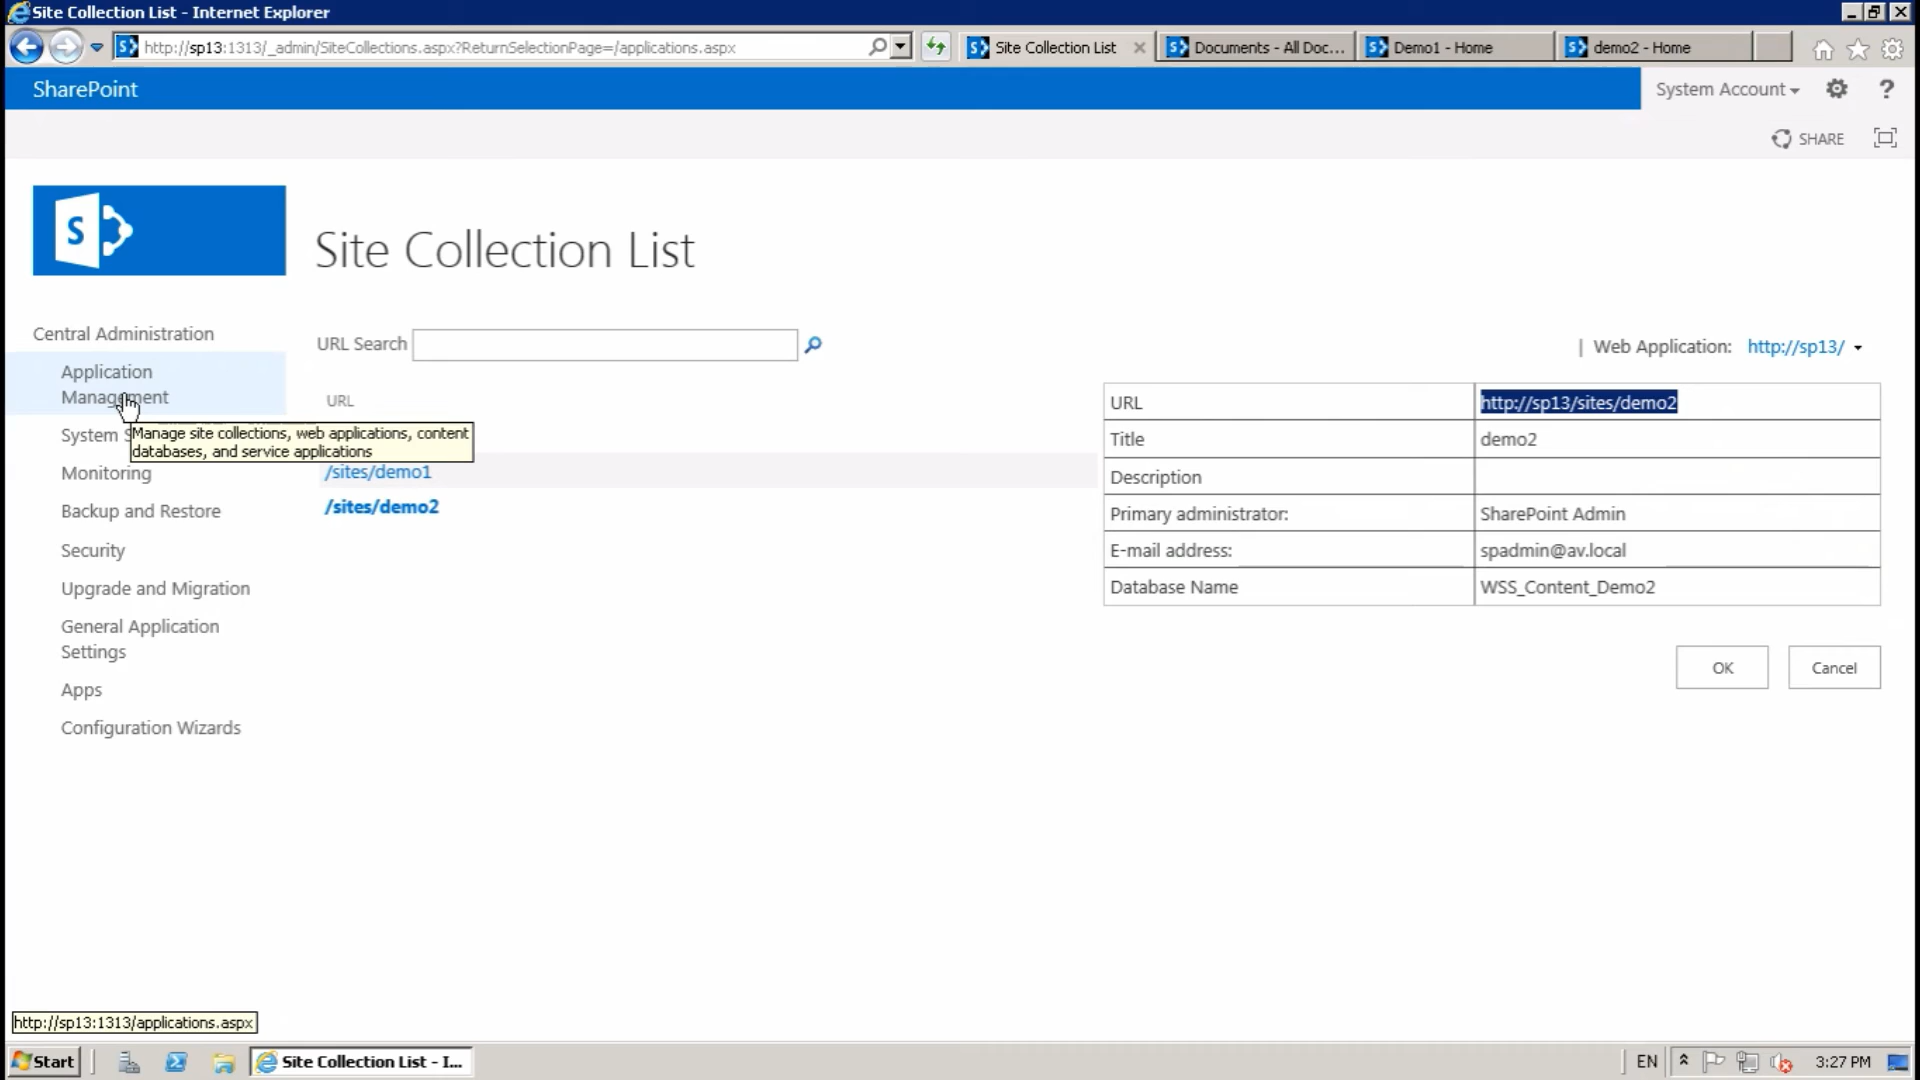 Site Collection List - Internet Explorer
http://sp13:1313/_admin/SiteCollections.aspx?ReturnSelectionPage=/applications.aspx
Site Collection List
Documents - All Doc...
Demo1 - Home
demo2 - Home
SharePoint
System Account
?
SHARE
S
Site Collection List
Central Administration
Application
Management
System S
Manage site collections, web applications, content
databases, and service applications
Monitoring
Backup and Restore
Security
Upgrade and Migration
General Application
Settings
Apps
Configuration Wizards
URL Search
URL
/sites/demo1
/sites/demo2
| Web Application: http://sp13/
URL http://sp13/sites/demo2
Title demo2
Description
Primary administrator: SharePoint Admin
E-mail address: spadmin@av.local
Database Name WSS_Content_Demo2
OK
Cancel
http://sp13:1313/applications.aspx
Start
Site Collection List - I...
EN
3:27 PM